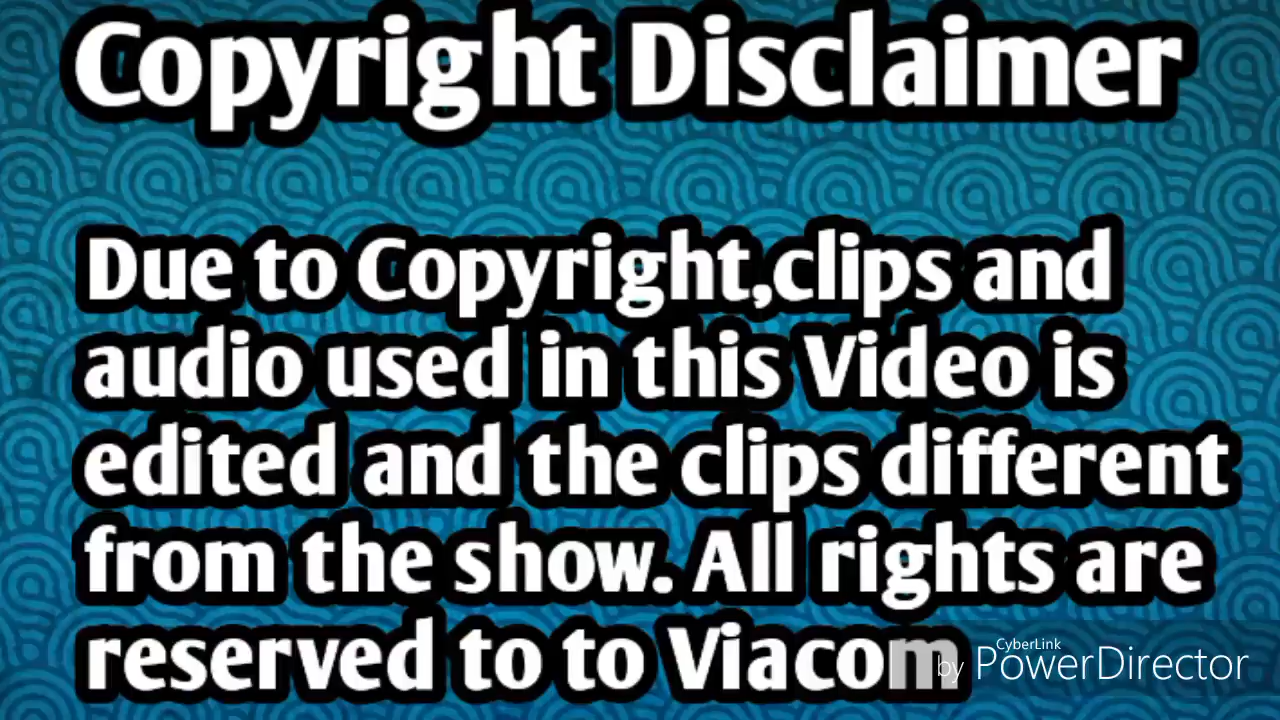 Copyright Disclaimer
Due to Copyright,clips and
audio used in this Video is
edited and the clips different
from the show. All rights are
reserved to to Viacom
CyberLink
by PowerDirector